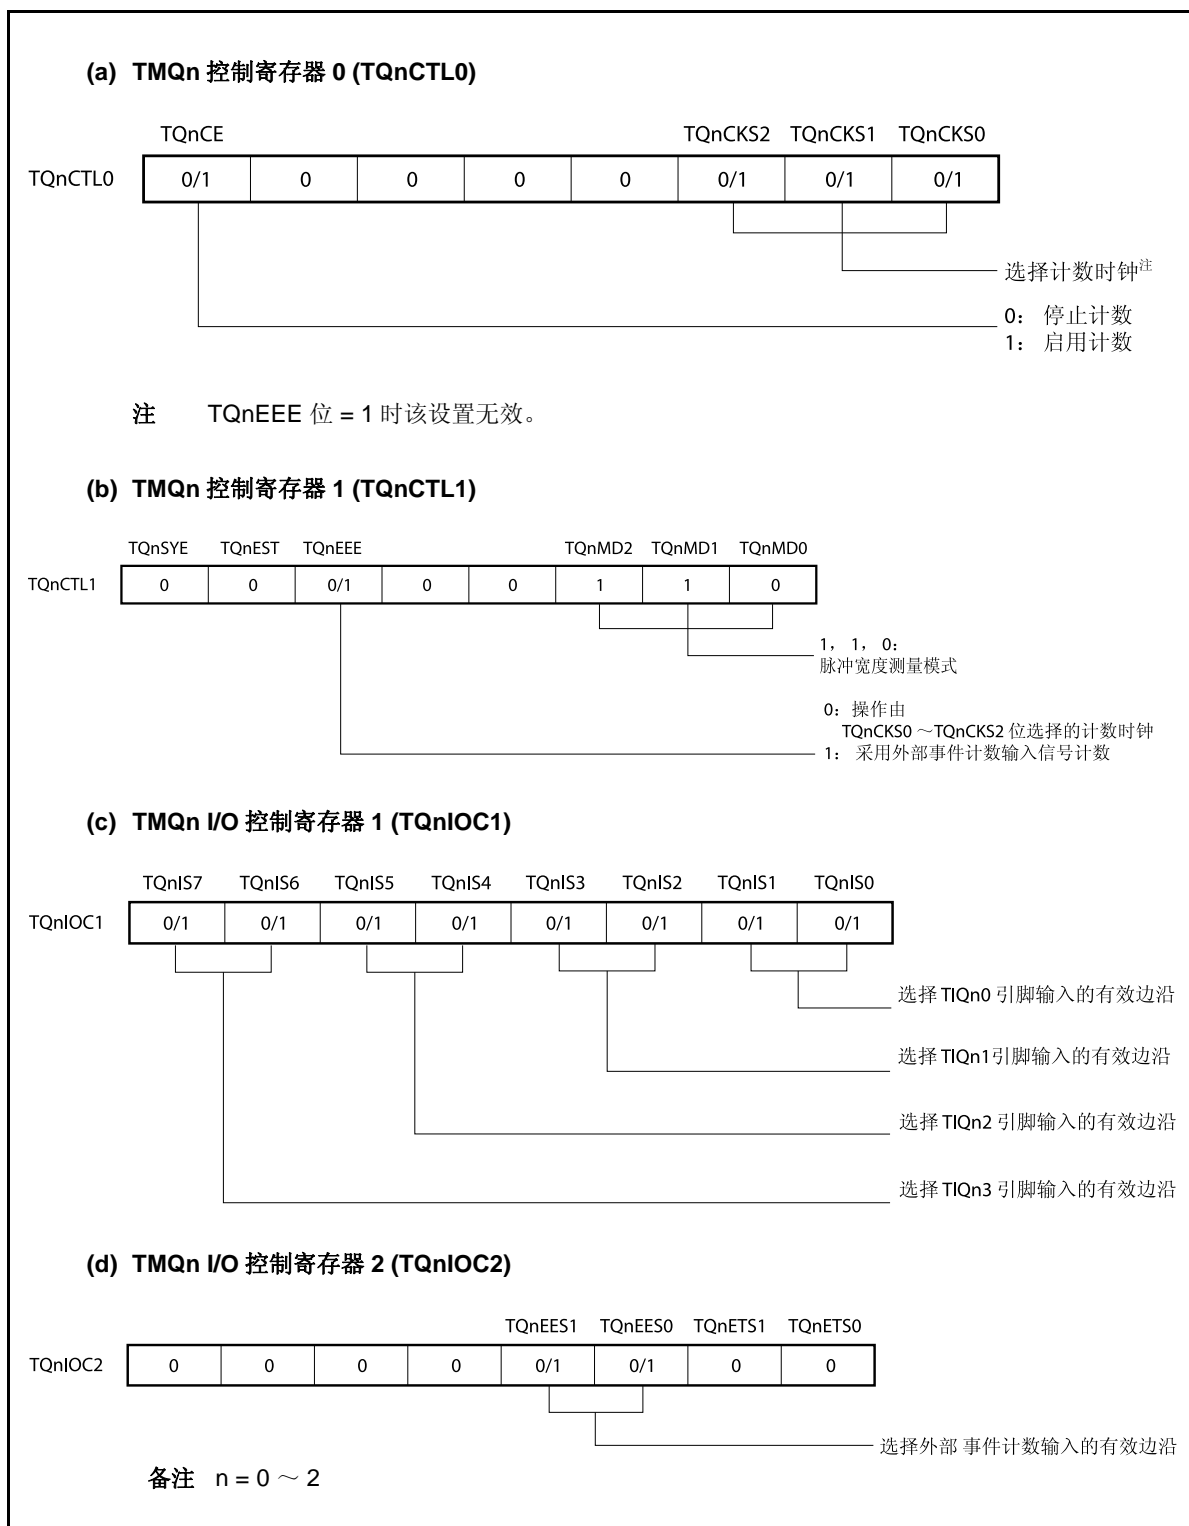 (a) TMQn 控制寄存器 0 (TQnCTL0)
TQnCE TQnCKS2 TQnCKS1 TQnCKS0
TQnCTL0 0/1 0 0 0 0 0/1 0/1 0/1
选择计数时钟注
0： 停止计数
1： 启用计数
注 TQnEEE 位 = 1 时该设置无效。
(b) TMQn 控制寄存器 1 (TQnCTL1)
TQnSYE TQnEST TQnEEE TQnMD2 TQnMD1 TQnMD0
TQnCTL1 0 0 0/1 0 0 1 1 0
1， 1， 0：
脉冲宽度测量模式
0：操作由
TQnCKS0 ～TQnCKS2 位选择的计数时钟
1： 采用外部事件计数输入信号计数
(c) TMQn I/O 控制寄存器 1 (TQnIOC1)
TQnIS7 TQnIS6 TQnIS5 TQnIS4 TQnIS3 TQnIS2 TQnIS1 TQnIS0
TQnIOC1 0/1 0/1 0/1 0/1 0/1 0/1 0/1 0/1
选择 TIQn0 引脚输入的有效边沿
选择 TIQn1引脚输入的有效边沿
选择 TIQn2 引脚输入的有效边沿
选择 TIQn3 引脚输入的有效边沿
(d) TMQn I/O 控制寄存器 2 (TQnIOC2)
TQnEES1 TQnEES0 TQnETS1 TQnETS0
TQnIOC2 0 0 0 0 0/1 0/1 0 0
选择外部 事件计数输入的有效边沿
备注 n = 0 ～ 2